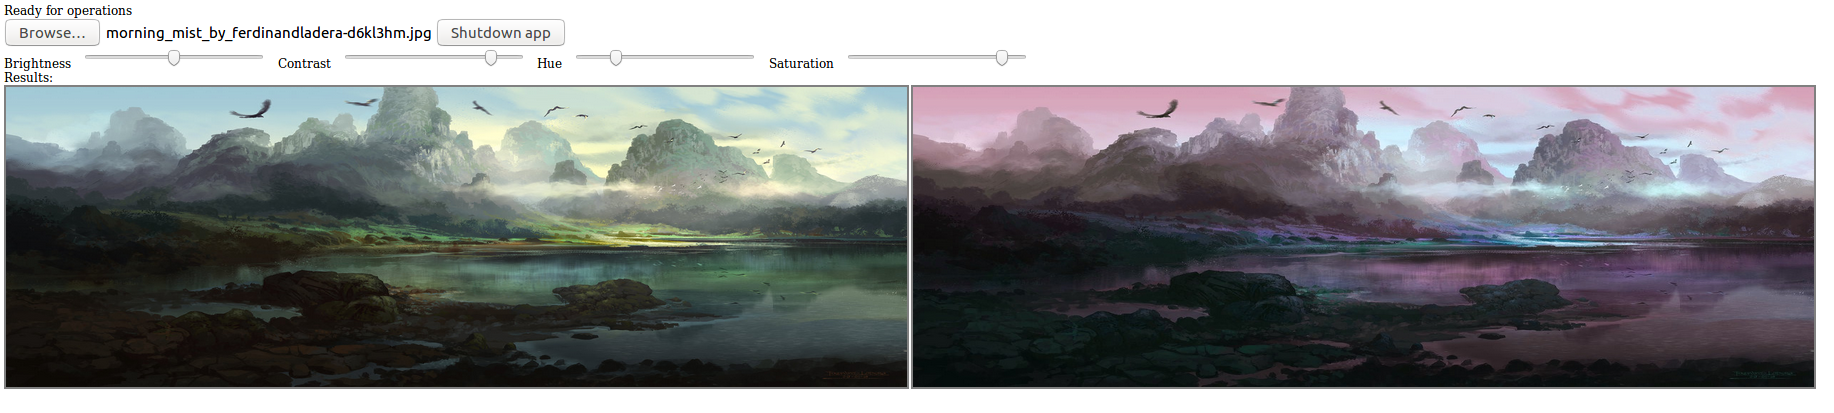 Ready for operations
Browse... morning_mist_by_ferdinandladera-d6kl3hm.jpg Shutdown app
Brightness Contrast Hue Saturation
Results: